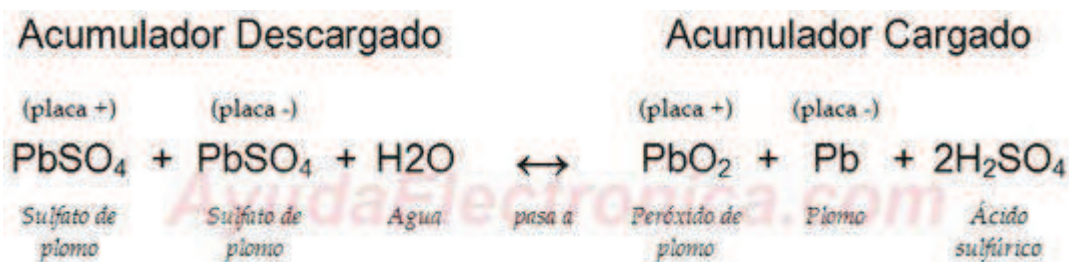 Acumulador Descargado Acumulador Cargado
(placa +) (placa -) (placa +) (placa -)
PbSO₄ + PbSO₄ + H2O ↔ PbO₂ + Pb + 2H₂SO₄
AyudaElectronica.com
Sulfato de Sulfato de Agua pasa a Peróxido de Plomo Ácido
plomo plomo plomo sulfúrico